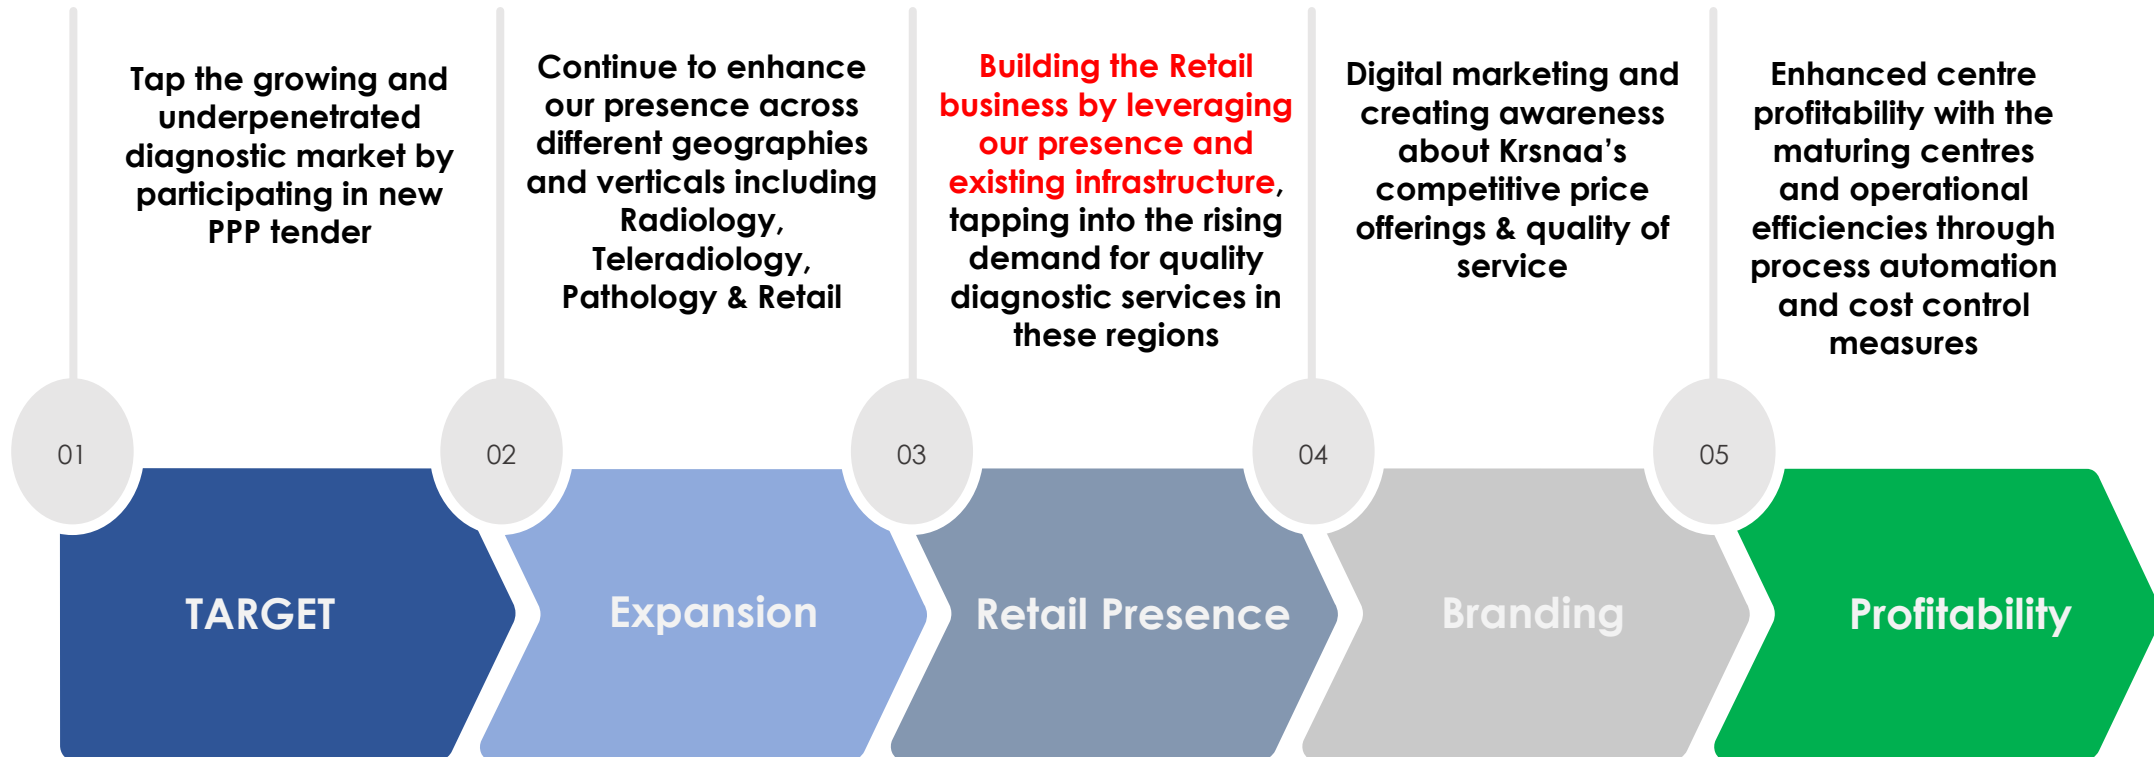 Tap the growing and
underpenetrated
diagnostic market by
participating in new
PPP tender
Continue to enhance
our presence across
different geographies
and verticals including
Radiology,
Teleradiology,
Pathology & Retail
Building the Retail
business by leveraging
our presence and
existing infrastructure,
tapping into the rising
demand for quality
diagnostic services in
these regions
Digital marketing and
creating awareness
about Krsnaa’s
competitive price
offerings & quality of
service
Enhanced centre
profitability with the
maturing centres
and operational
efficiencies through
process automation
and cost control
measures
01
02
03
04
05
TARGET
Expansion
Retail Presence
Branding
Profitability